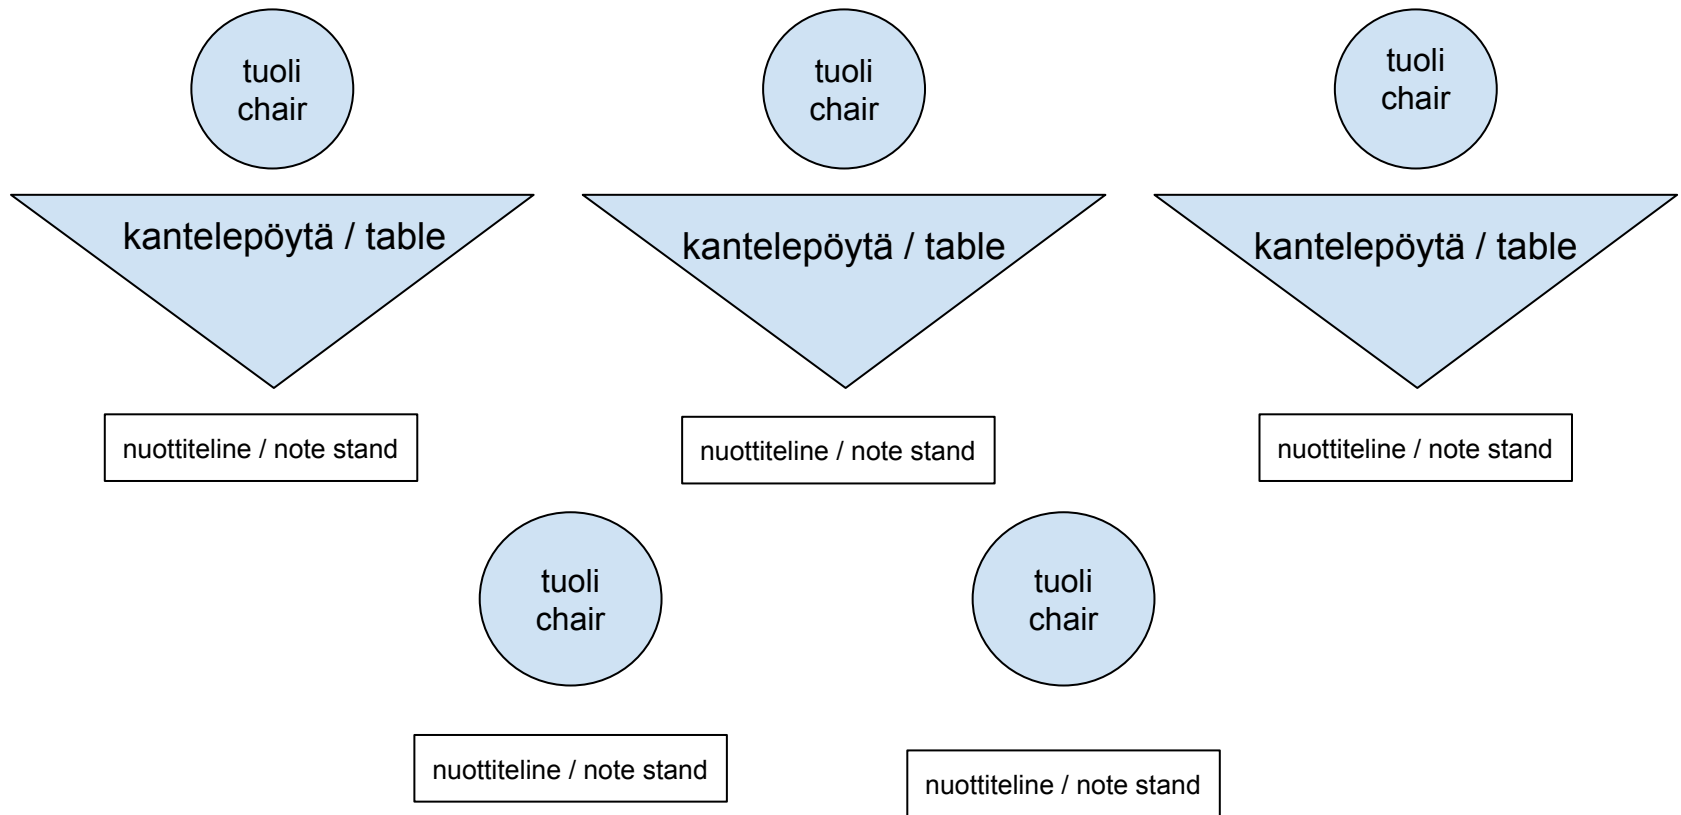 tuoli
chair
tuoli
chair
tuoli
chair
kantelepöytä / table
kantelepöytä / table
kantelepöytä / table
nuottiteline / note stand
nuottiteline / note stand
nuottiteline / note stand
tuoli
chair
tuoli
chair
nuottiteline / note stand
nuottiteline / note stand